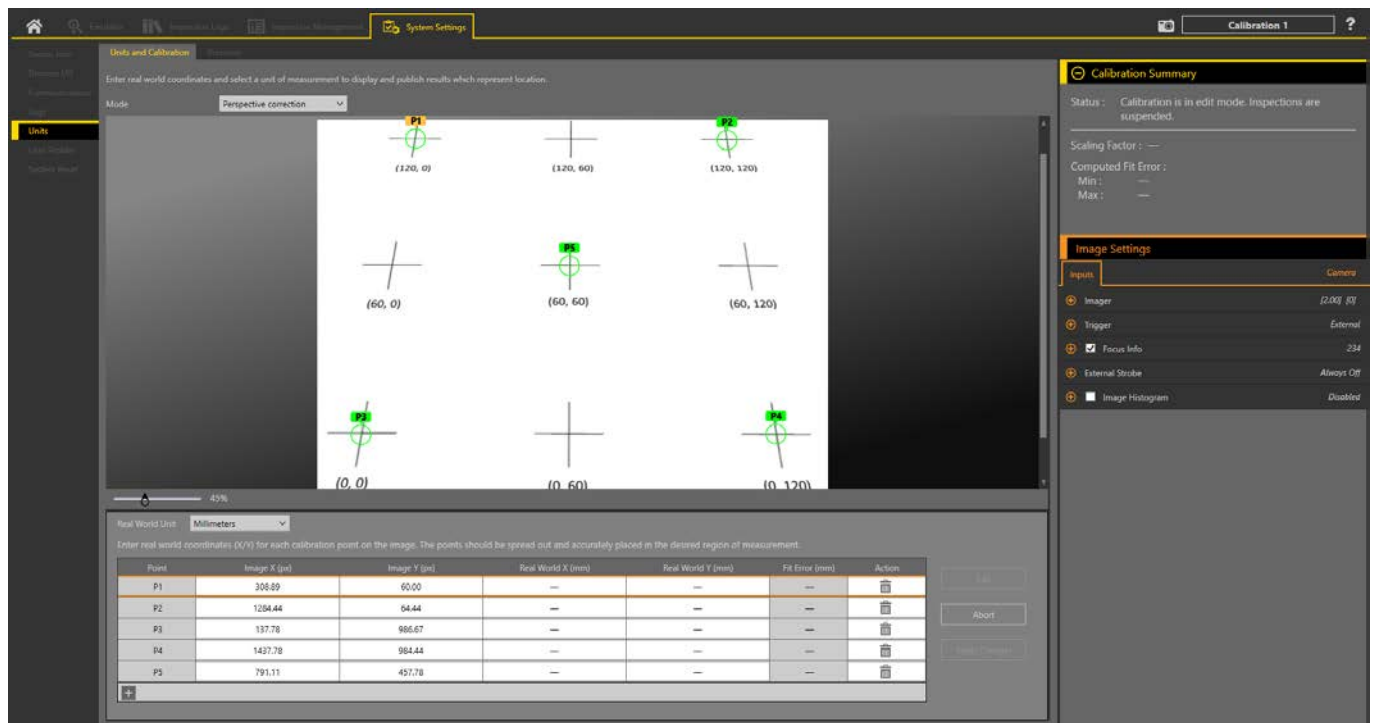 System Settings
Calibration 1
?
Units and Calibration
Enter real world coordinates and select a unit of measurement to display and publish results which represent location.
Mode
Perspective correction
Units
P1
P2
(120, 0)
(120, 60)
(120, 120)
P5
(60, 0)
(60, 60)
(60, 120)
P3
P4
(0, 0)
(0, 60)
(0, 120)
45%
Real World Unit
Millimeters
Enter real world coordinates (X/Y) for each calibration point on the image. The points should be spread out and accurately placed in the desired region of measurement.
Point Image X (px) Image Y (px) Real World X (mm) Real World Y (mm) Fit Error (mm) Action
P1 308.89 60.00 — — —
P2 1284.44 64.44 — — —
P3 137.78 986.67 — — —
P4 1437.78 984.44 — — —
P5 791.11 457.78 — — —
+
Abort
Calibration Summary
Status : Calibration is in edit mode. Inspections are
suspended.
Scaling Factor : —
Computed Fit Error :
Min : —
Max : —
Image Settings
Inputs Camera
Imager [2.00] [0]
Trigger External
Focus Info 234
External Strobe Always Off
Image Histogram Disabled